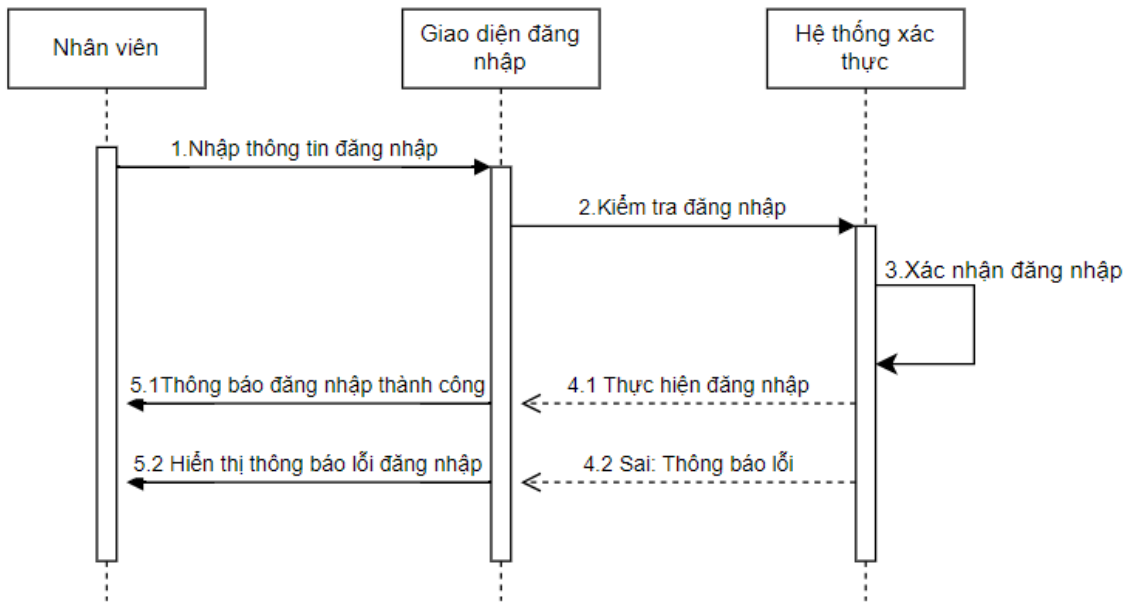 Nhân viên
Giao diện đăng
nhập
Hệ thống xác
thực
1.Nhập thông tin đăng nhập
2.Kiểm tra đăng nhập
3.Xác nhận đăng nhập
5.1Thông báo đăng nhập thành công
4.1 Thực hiện đăng nhập
5.2 Hiển thị thông báo lỗi đăng nhập
4.2 Sai: Thông báo lỗi